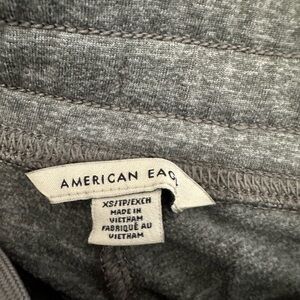 AMERICAN EAG
XS/TP/EXCH
MADE IN
VIETNAM
FABRIQUÉ AU
VIETNAM